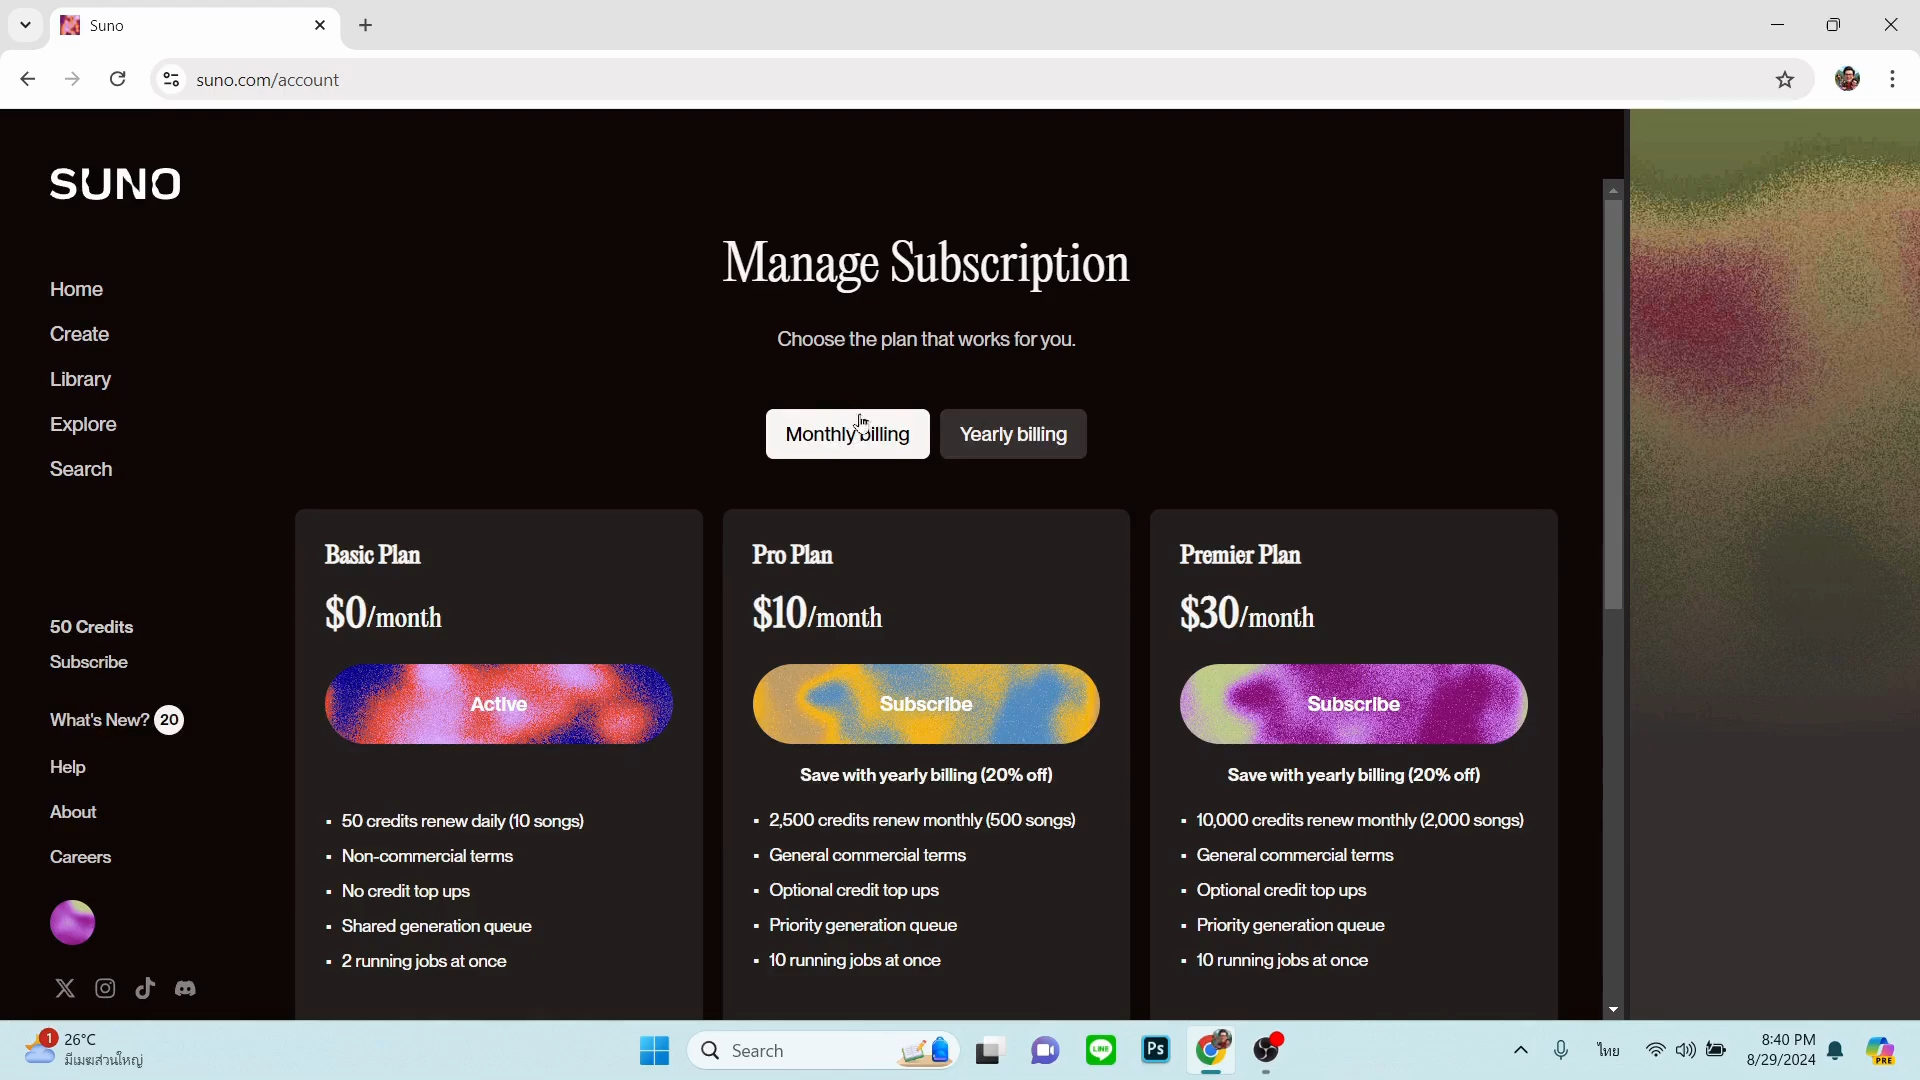 Suno
suno.com/account
SUNO
Home
Create
Library
Explore
Search
50 Credits
Subscribe
What's New? 20
Help
About
Careers
Manage Subscription
Choose the plan that works for you.
Monthly billing
Yearly billing
Basic Plan
$0/month
Active
50 credits renew daily (10 songs)
Non-commercial terms
No credit top ups
Shared generation queue
2 running jobs at once
Pro Plan
$10/month
Subscribe
Save with yearly billing (20% off)
2,500 credits renew monthly (500 songs)
General commercial terms
Optional credit top ups
Priority generation queue
10 running jobs at once
Premier Plan
$30/month
Subscribe
Save with yearly billing (20% off)
10,000 credits renew monthly (2,000 songs)
General commercial terms
Optional credit top ups
Priority generation queue
10 running jobs at once
1
26°C
มีเมฆส่วนใหญ่
Search
LINE
Ps
ไทย
8:40 PM
8/29/2024
PRE